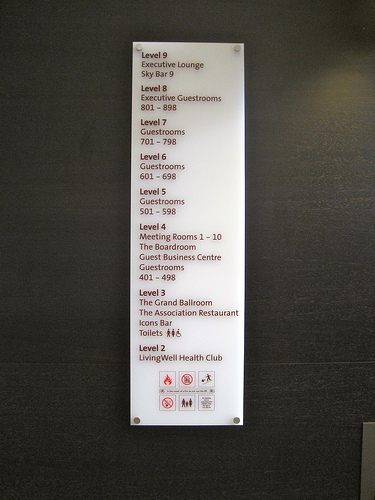 Level 9
Executive Lounge
Sky Bar 9
Level 8
Executive Guestrooms
801 – 898
Level 7
Guestrooms
701 – 798
Level 6
Guestrooms
601 – 698
Level 5
Guestrooms
501 – 598
Level 4
Meeting Rooms 1 – 10
The Boardroom
Guest Business Centre
Guestrooms
401 – 498
Level 3
The Grand Ballroom
The Association Restaurant
Icons Bar
Toilets
Level 2
LivingWell Health Club